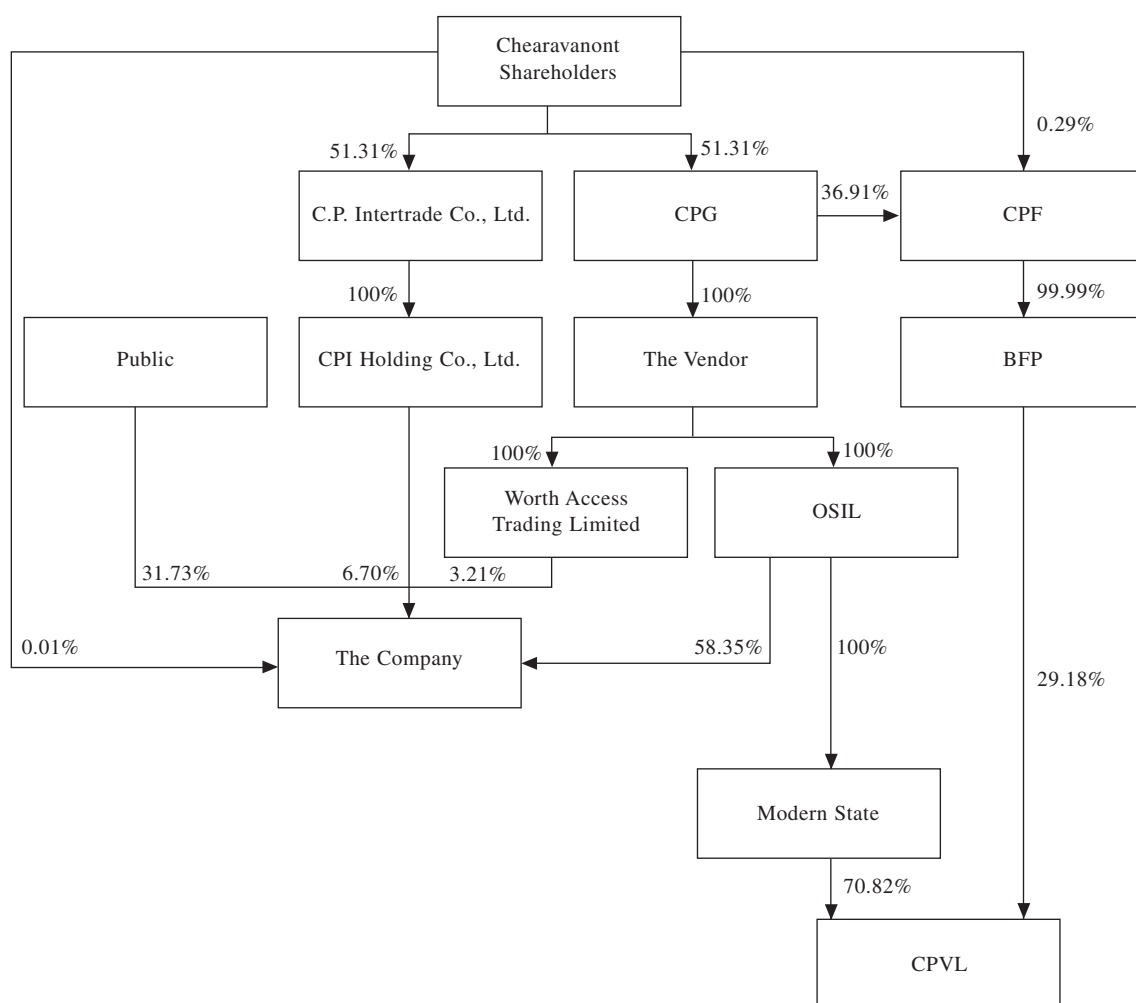 Chearavanont
Shareholders
0.29%
51.31%
51.31%
36.91%
C.P. Intertrade Co., Ltd.
CPG
CPF
100%
100%
99.99%
Public
CPI Holding Co., Ltd.
The Vendor
BFP
100%
100%
Worth Access
Trading Limited
OSIL
31.73%
6.70%
3.21%
0.01%
The Company
58.35%
100%
29.18%
Modern State
70.82%
CPVL